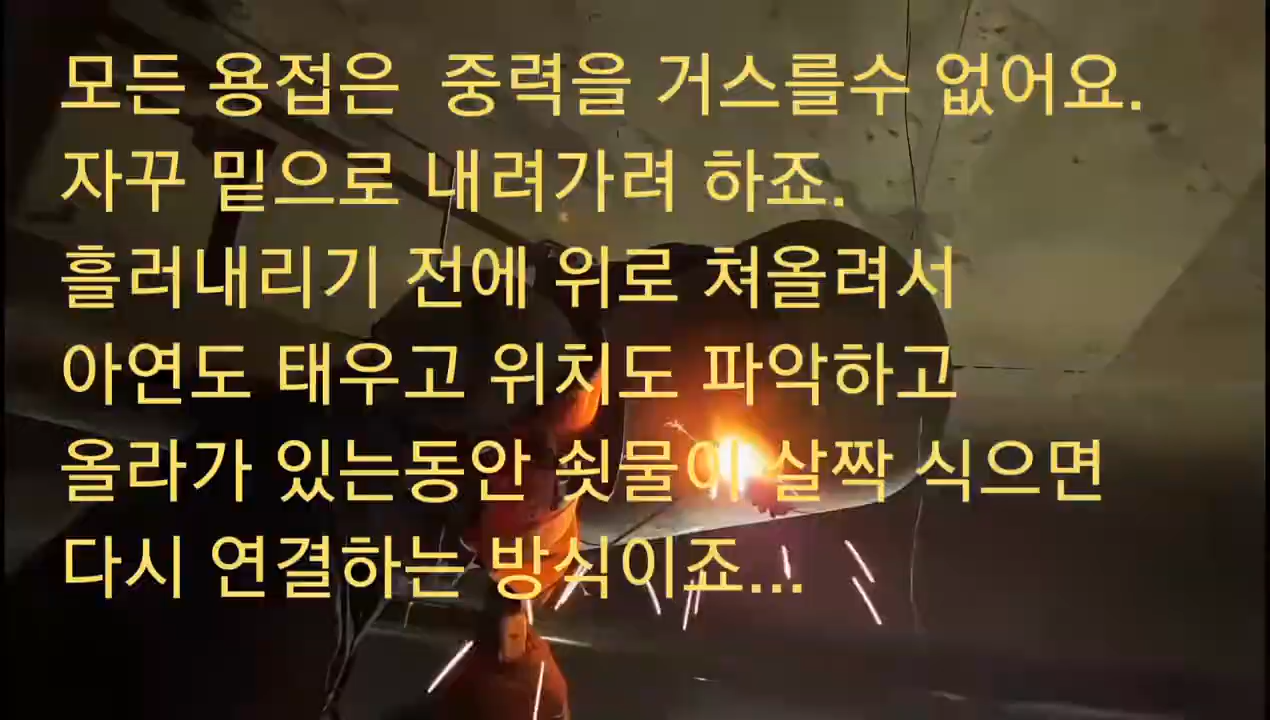 모든 용접은 중력을 거스를수 없어요.
자꾸 밑으로 내려가려 하죠.
흘러내리기 전에 위로 쳐올려서
아연도 태우고 위치도 파악하고
올라가 있는동안 쇳물이 살짝 식으면
다시 연결하는 방식이죠...